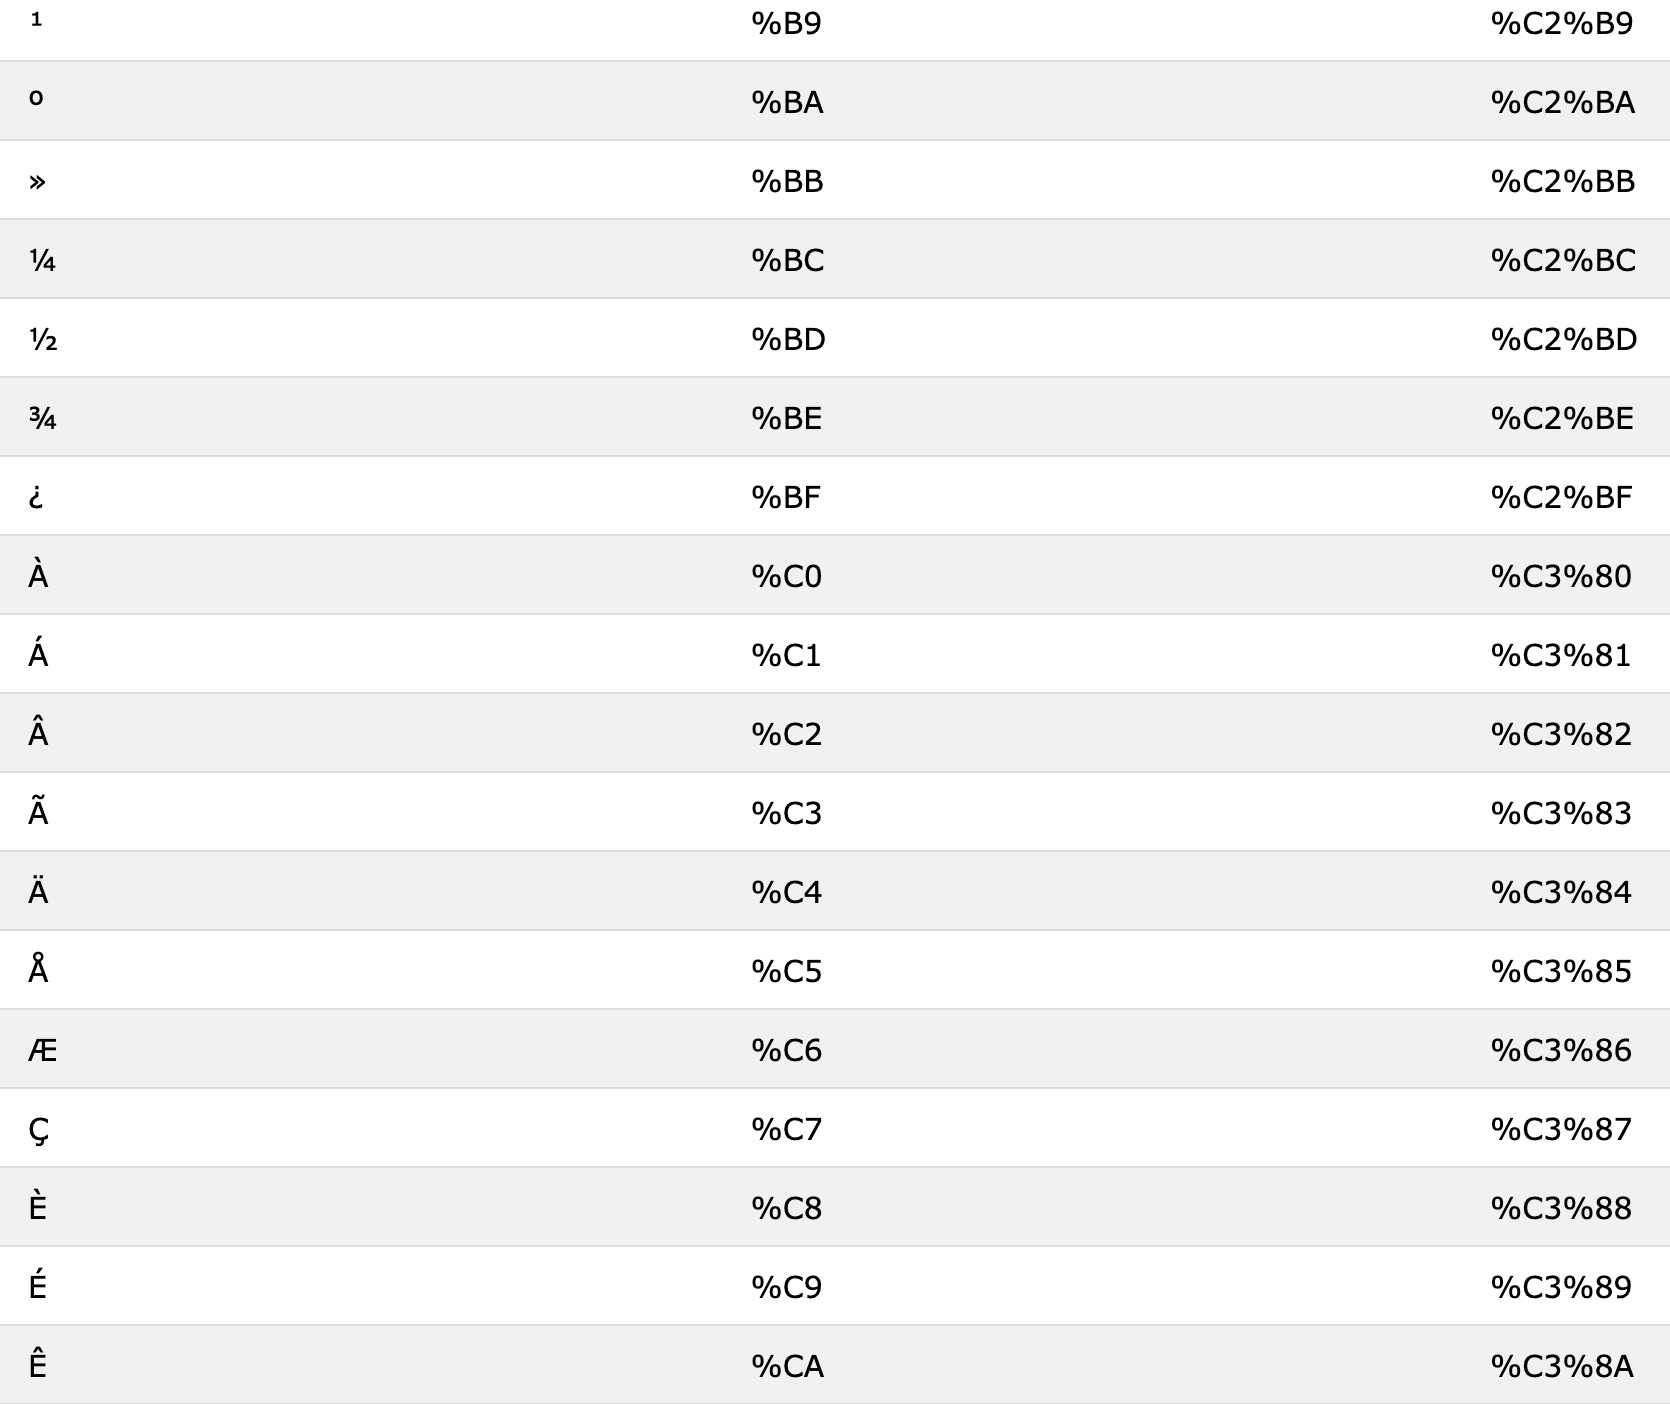 ¹ %B9 %C2%B9
º %BA %C2%BA
» %BB %C2%BB
¼ %BC %C2%BC
½ %BD %C2%BD
¾ %BE %C2%BE
¿ %BF %C2%BF
À %C0 %C3%80
Á %C1 %C3%81
Â %C2 %C3%82
Ã %C3 %C3%83
Ä %C4 %C3%84
Å %C5 %C3%85
Æ %C6 %C3%86
Ç %C7 %C3%87
È %C8 %C3%88
É %C9 %C3%89
Ê %CA %C3%8A